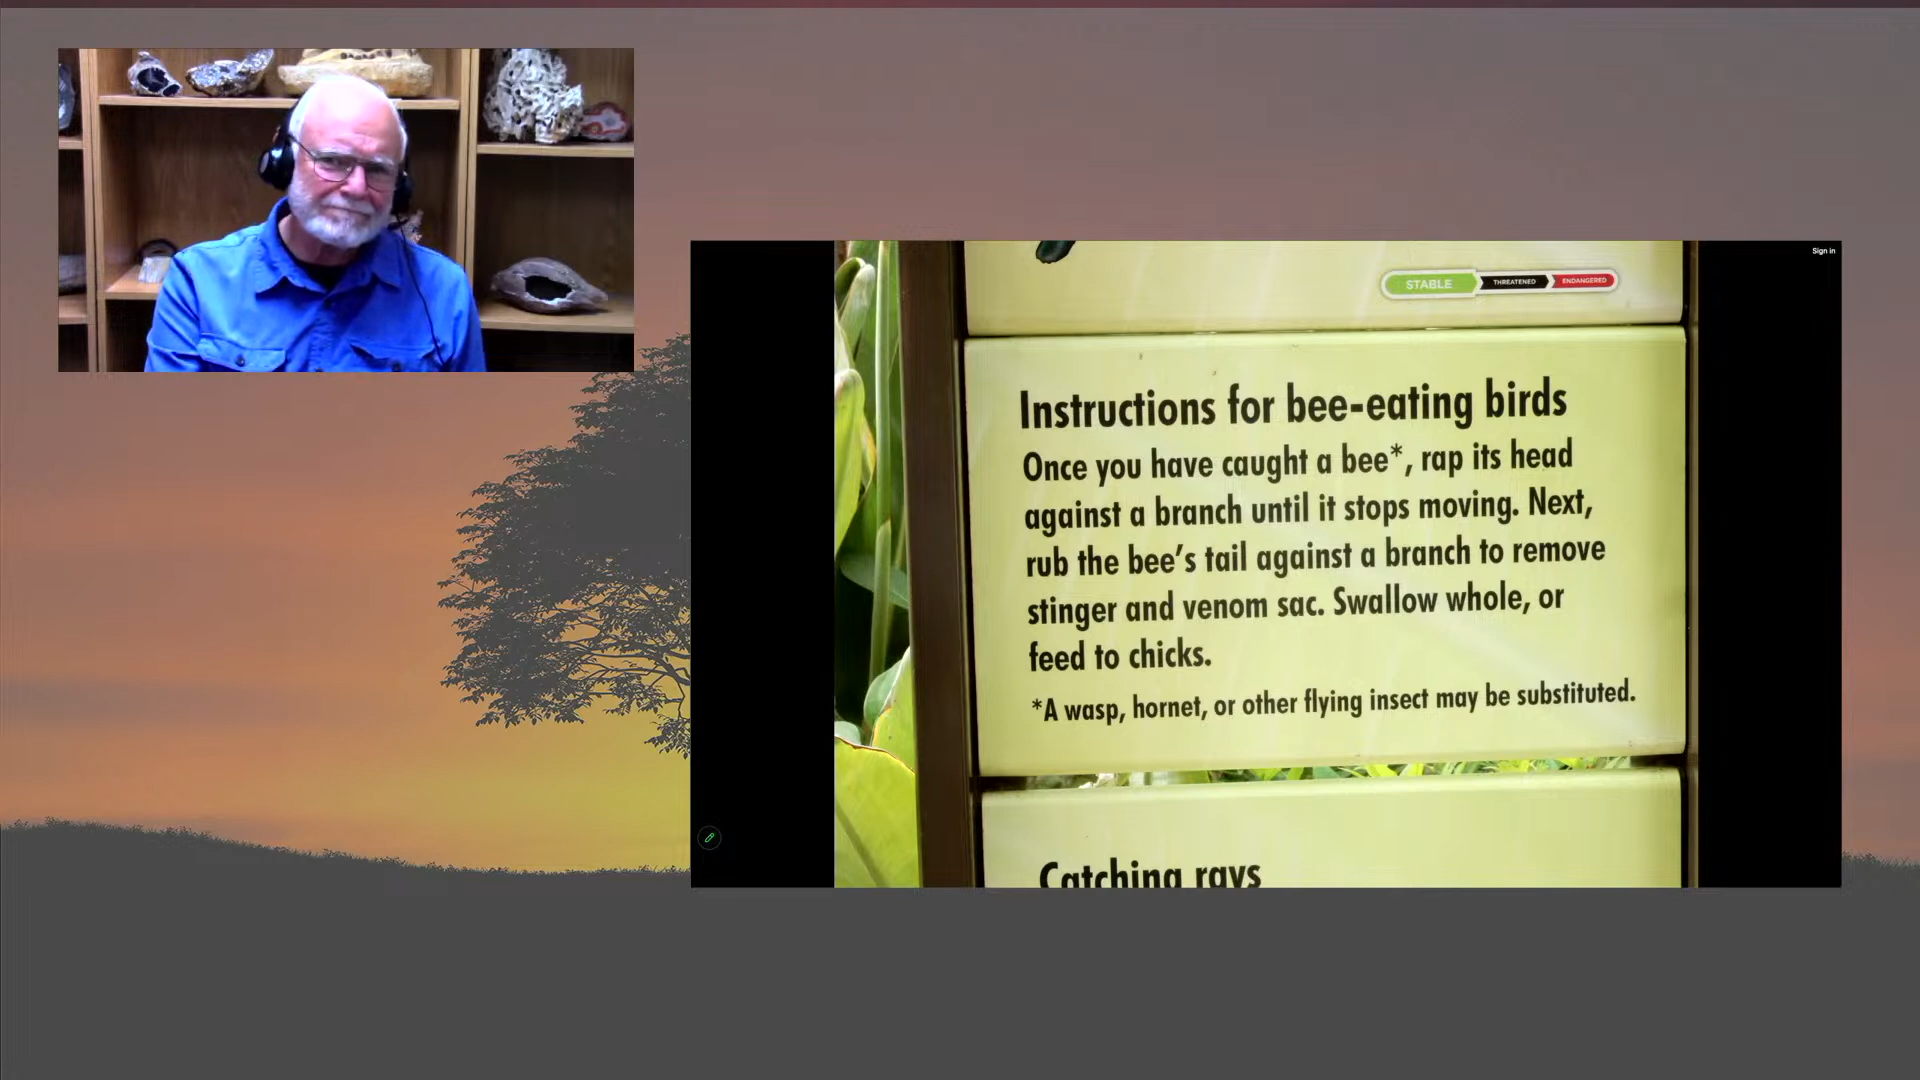 Sign in
STABLE THREATENED ENDANGERED
Instructions for bee-eating birds
Once you have caught a bee*, rap its head
against a branch until it stops moving. Next,
rub the bee's tail against a branch to remove
stinger and venom sac. Swallow whole, or
feed to chicks.
*A wasp, hornet, or other flying insect may be substituted.
Catching rays